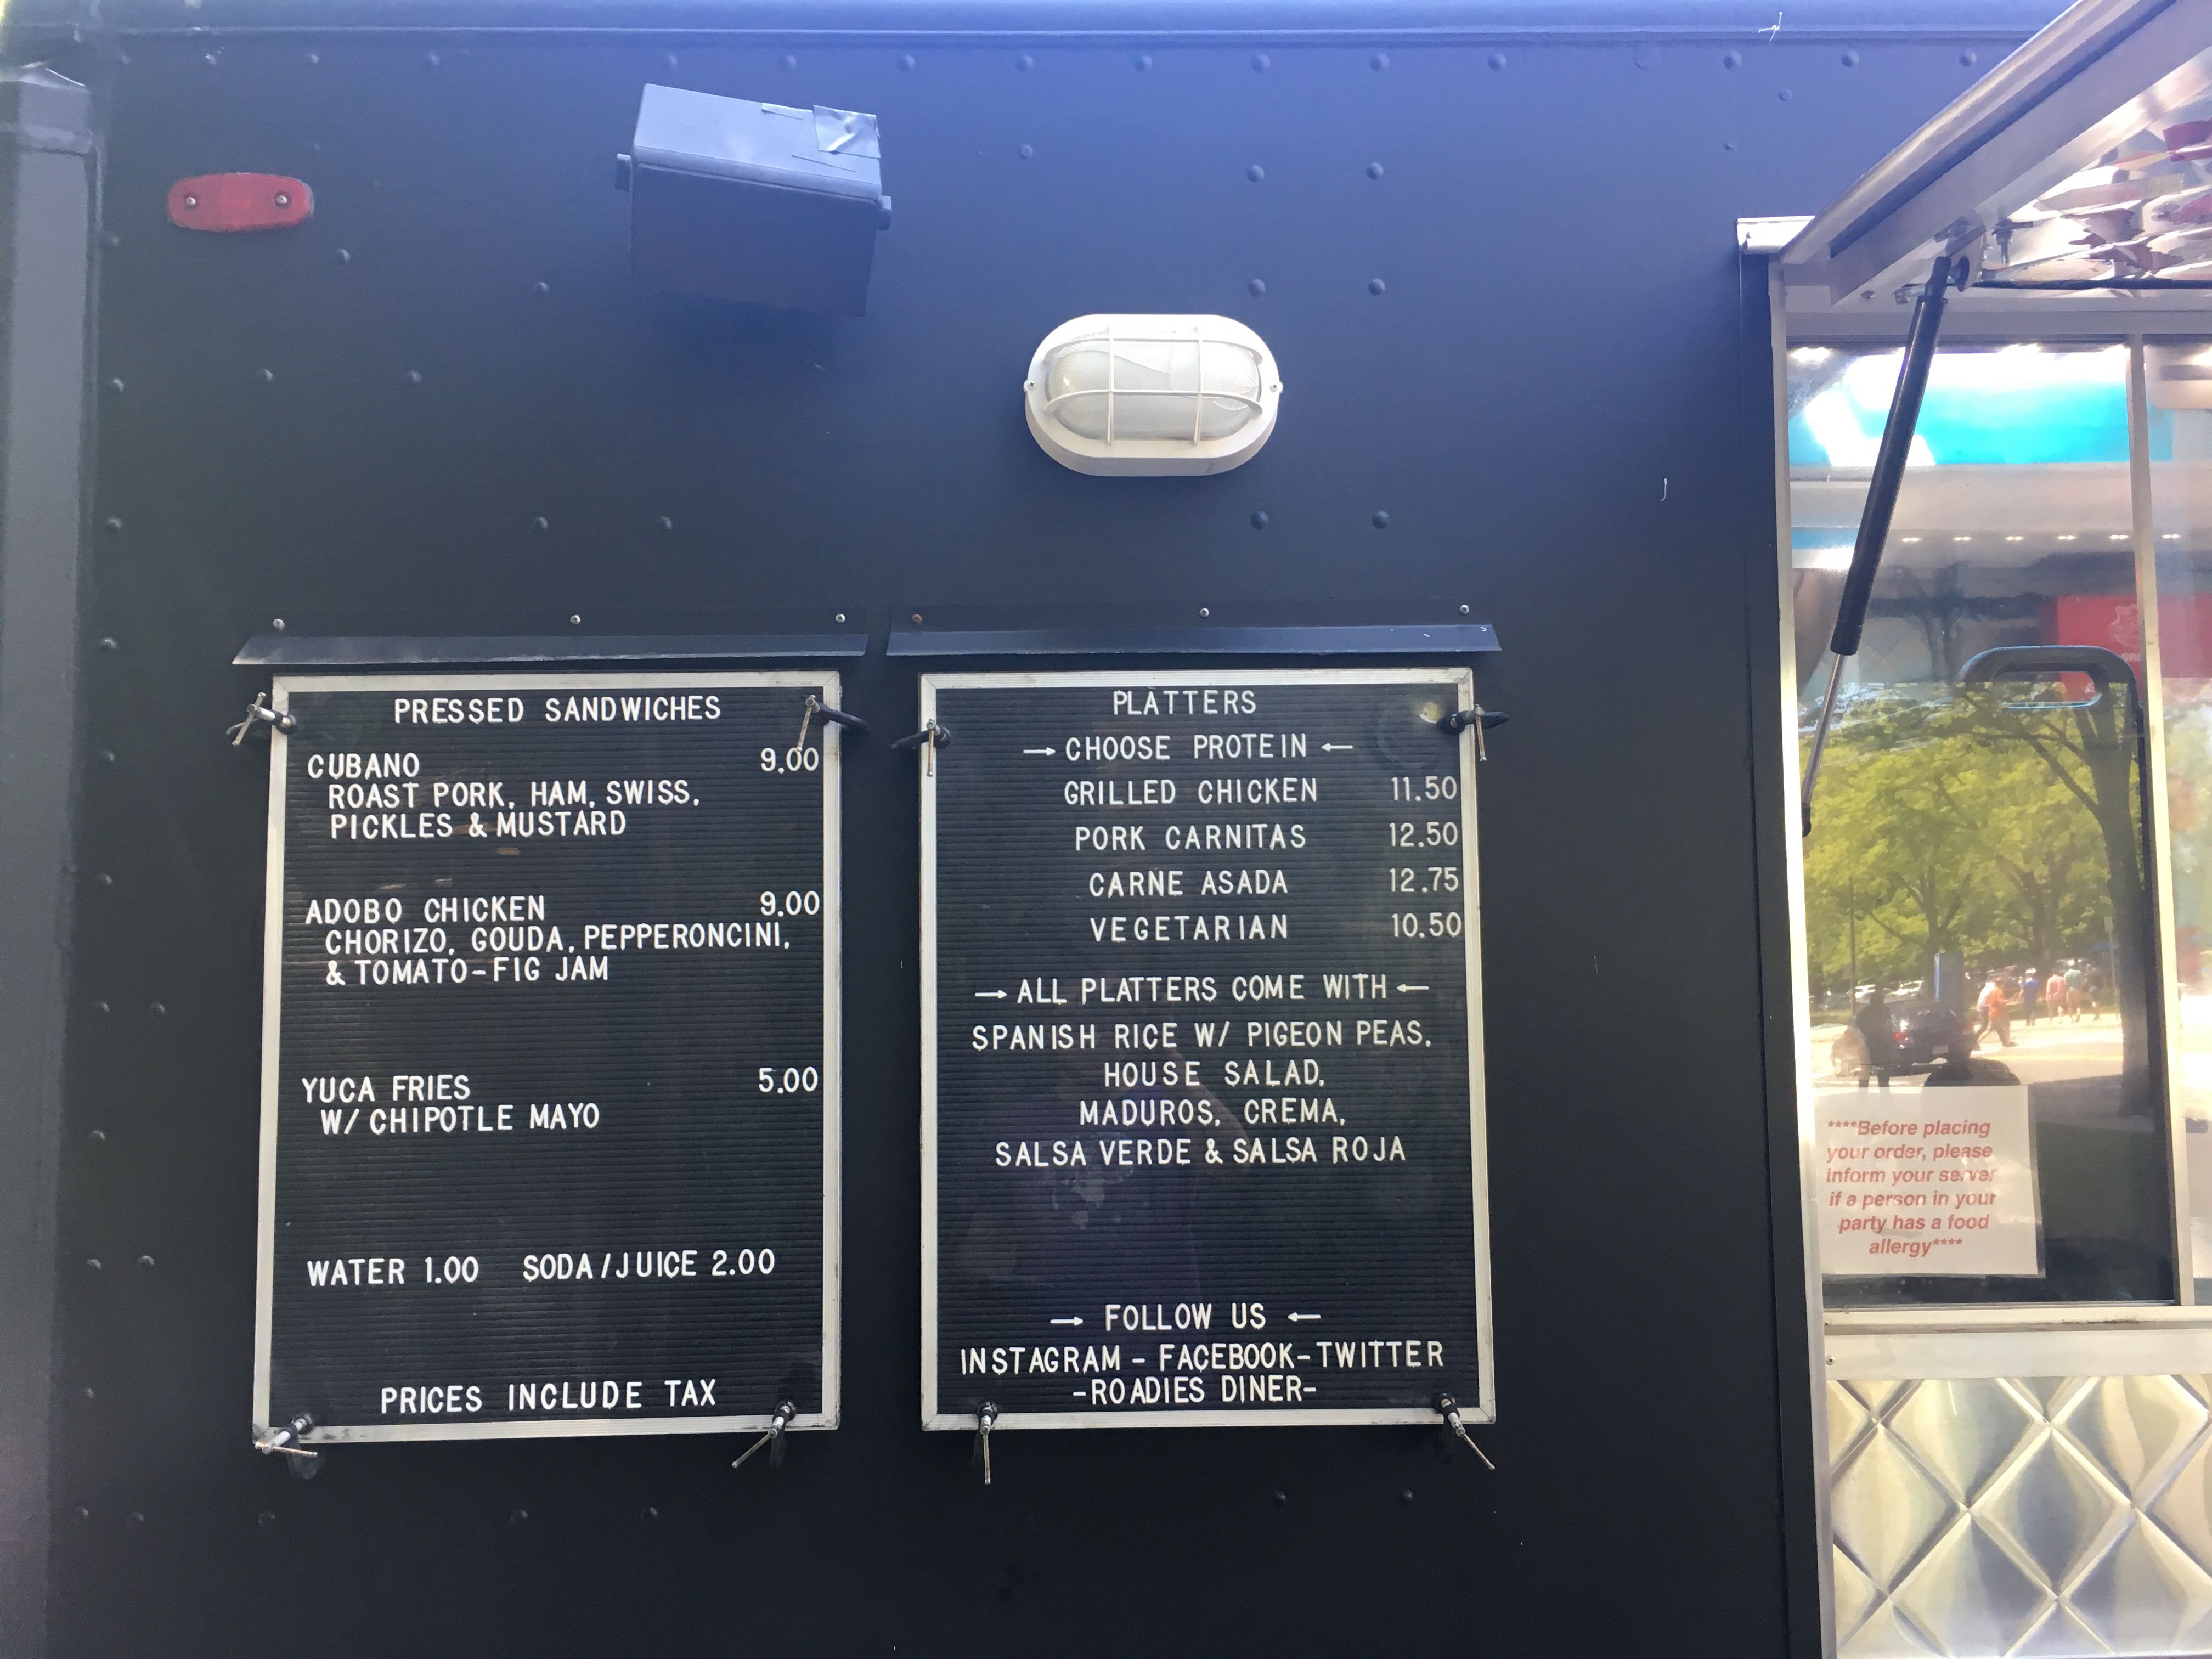 PRESSED SANDWICHES
CUBANO 9.00
ROAST PORK, HAM, SWISS,
PICKLES & MUSTARD
ADOBO CHICKEN 9.00
CHORIZO, GOUDA, PEPPERONCINI,
& TOMATO-FIG JAM
YUCA FRIES 5.00
W/ CHIPOTLE MAYO
WATER 1.00 SODA/JUICE 2.00
PRICES INCLUDE TAX
PLATTERS
→ CHOOSE PROTEIN ←
GRILLED CHICKEN 11.50
PORK CARNITAS 12.50
CARNE ASADA 12.75
VEGETARIAN 10.50
→ ALL PLATTERS COME WITH ←
SPANISH RICE W/ PIGEON PEAS,
HOUSE SALAD,
MADUROS, CREMA,
SALSA VERDE & SALSA ROJA
→ FOLLOW US ←
INSTAGRAM - FACEBOOK-TWITTER
-ROADIES DINER-
****Before placing
your order, please
inform your server
if a person in your
party has a food
allergy****